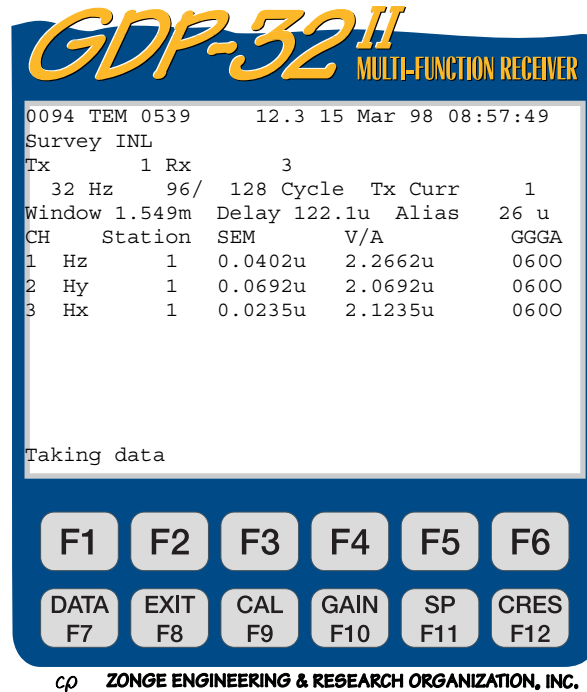 GDP-32 II
MULTI-FUNCTION RECEIVER
0094 TEM 0539 12.3 15 Mar 98 08:57:49
Survey INL
Tx 1 Rx 3
32 Hz 96/ 128 Cycle Tx Curr 1
Window 1.549m Delay 122.1u Alias 26 u
CH Station SEM V/A GGGA
1 Hz 1 0.0402u 2.2662u 060O
2 Hy 1 0.0692u 2.0692u 060O
3 Hx 1 0.0235u 2.1235u 060O
Taking data
F1 F2 F3 F4 F5 F6
DATA EXIT CAL GAIN SP CRES
F7 F8 F9 F10 F11 F12
cρ ZONGE ENGINEERING & RESEARCH ORGANIZATION, INC.